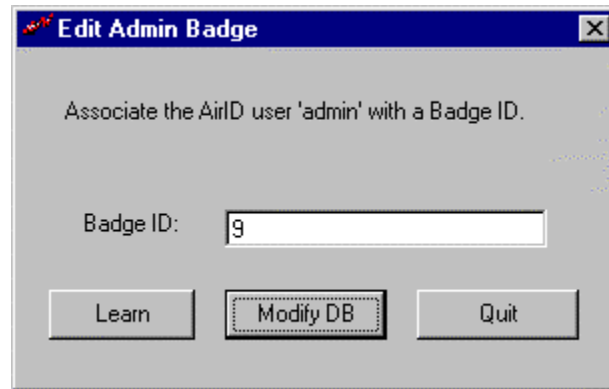 Edit Admin Badge
Associate the AirID user 'admin' with a Badge ID.
Badge ID: 9
Learn Modify DB Quit